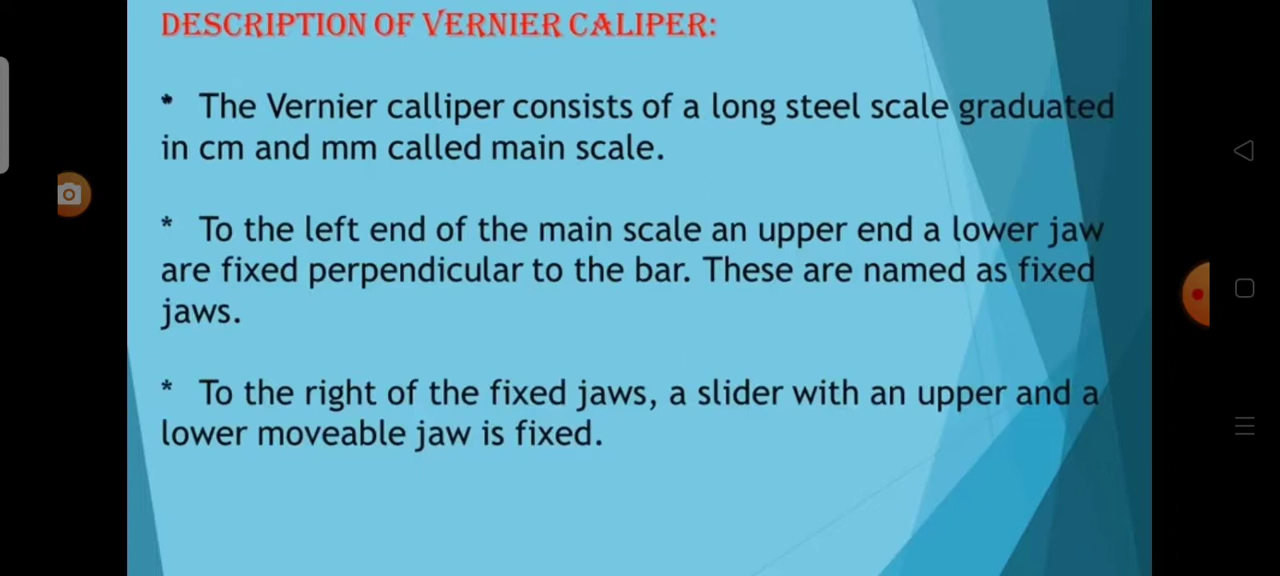 DESCRIPTION OF VERNIER CALIPER:
* The Vernier calliper consists of a long steel scale graduated
in cm and mm called main scale.
* To the left end of the main scale an upper end a lower jaw
are fixed perpendicular to the bar. These are named as fixed
jaws.
* To the right of the fixed jaws, a slider with an upper and a
lower moveable jaw is fixed.